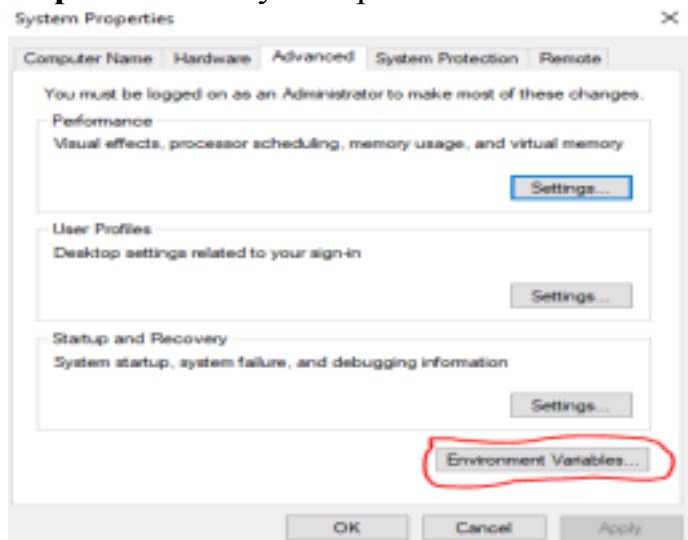 System Properties
Computer Name Hardware Advanced System Protection Remote
You must be logged on as an Administrator to make most of these changes.
Performance
Visual effects, processor scheduling, memory usage, and virtual memory
Settings...
User Profiles
Desktop settings related to your sign-in
Settings...
Startup and Recovery
System startup, system failure, and debugging information
Settings...
Environment Variables...
OK Cancel Apply